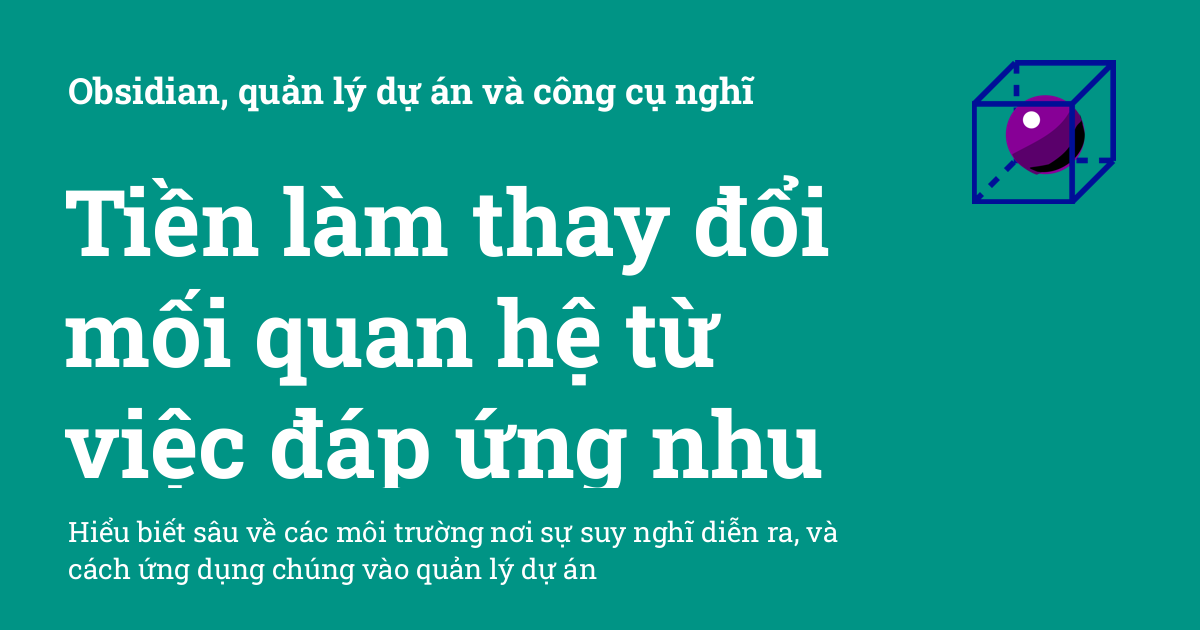 Obsidian, quản lý dự án và công cụ nghĩ
Tiền làm thay đổi
mối quan hệ từ
việc đáp ứng nhu
Hiểu biết sâu về các môi trường nơi sự suy nghĩ diễn ra, và
cách ứng dụng chúng vào quản lý dự án